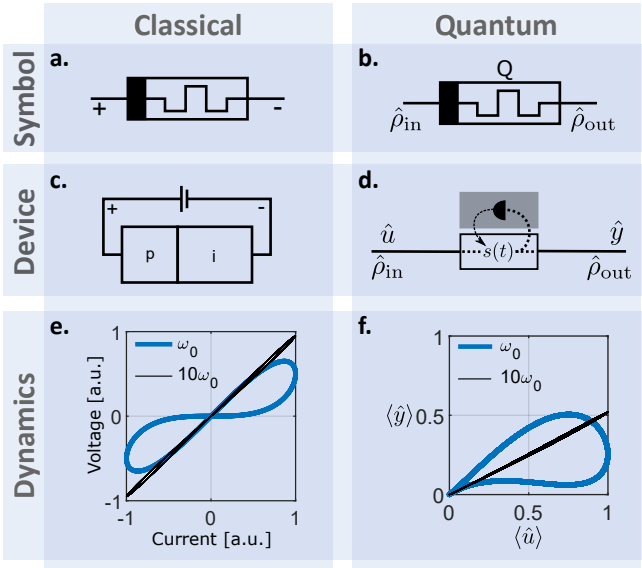 Classical
Quantum
Symbol
a.
+
-
b.
Q
ρ̂in
ρ̂out
Device
c.
+
-
p
i
d.
û
ŷ
s(t)
ρ̂in
ρ̂out
Dynamics
e.
ω0
10ω0
1
0
-1
-1
0
1
Voltage [a.u.]
Current [a.u.]
f.
ω0
10ω0
1
0.5
0
0
0.5
1
⟨ŷ⟩
⟨û⟩